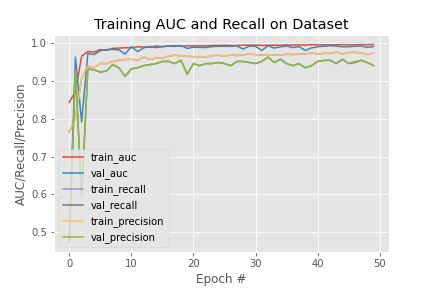 Training AUC and Recall on Dataset
1.0
0.9
0.8
0.7
0.6
0.5
AUC/Recall/Precision
train_auc
val_auc
train_recall
val_recall
train_precision
val_precision
0 10 20 30 40 50
Epoch #